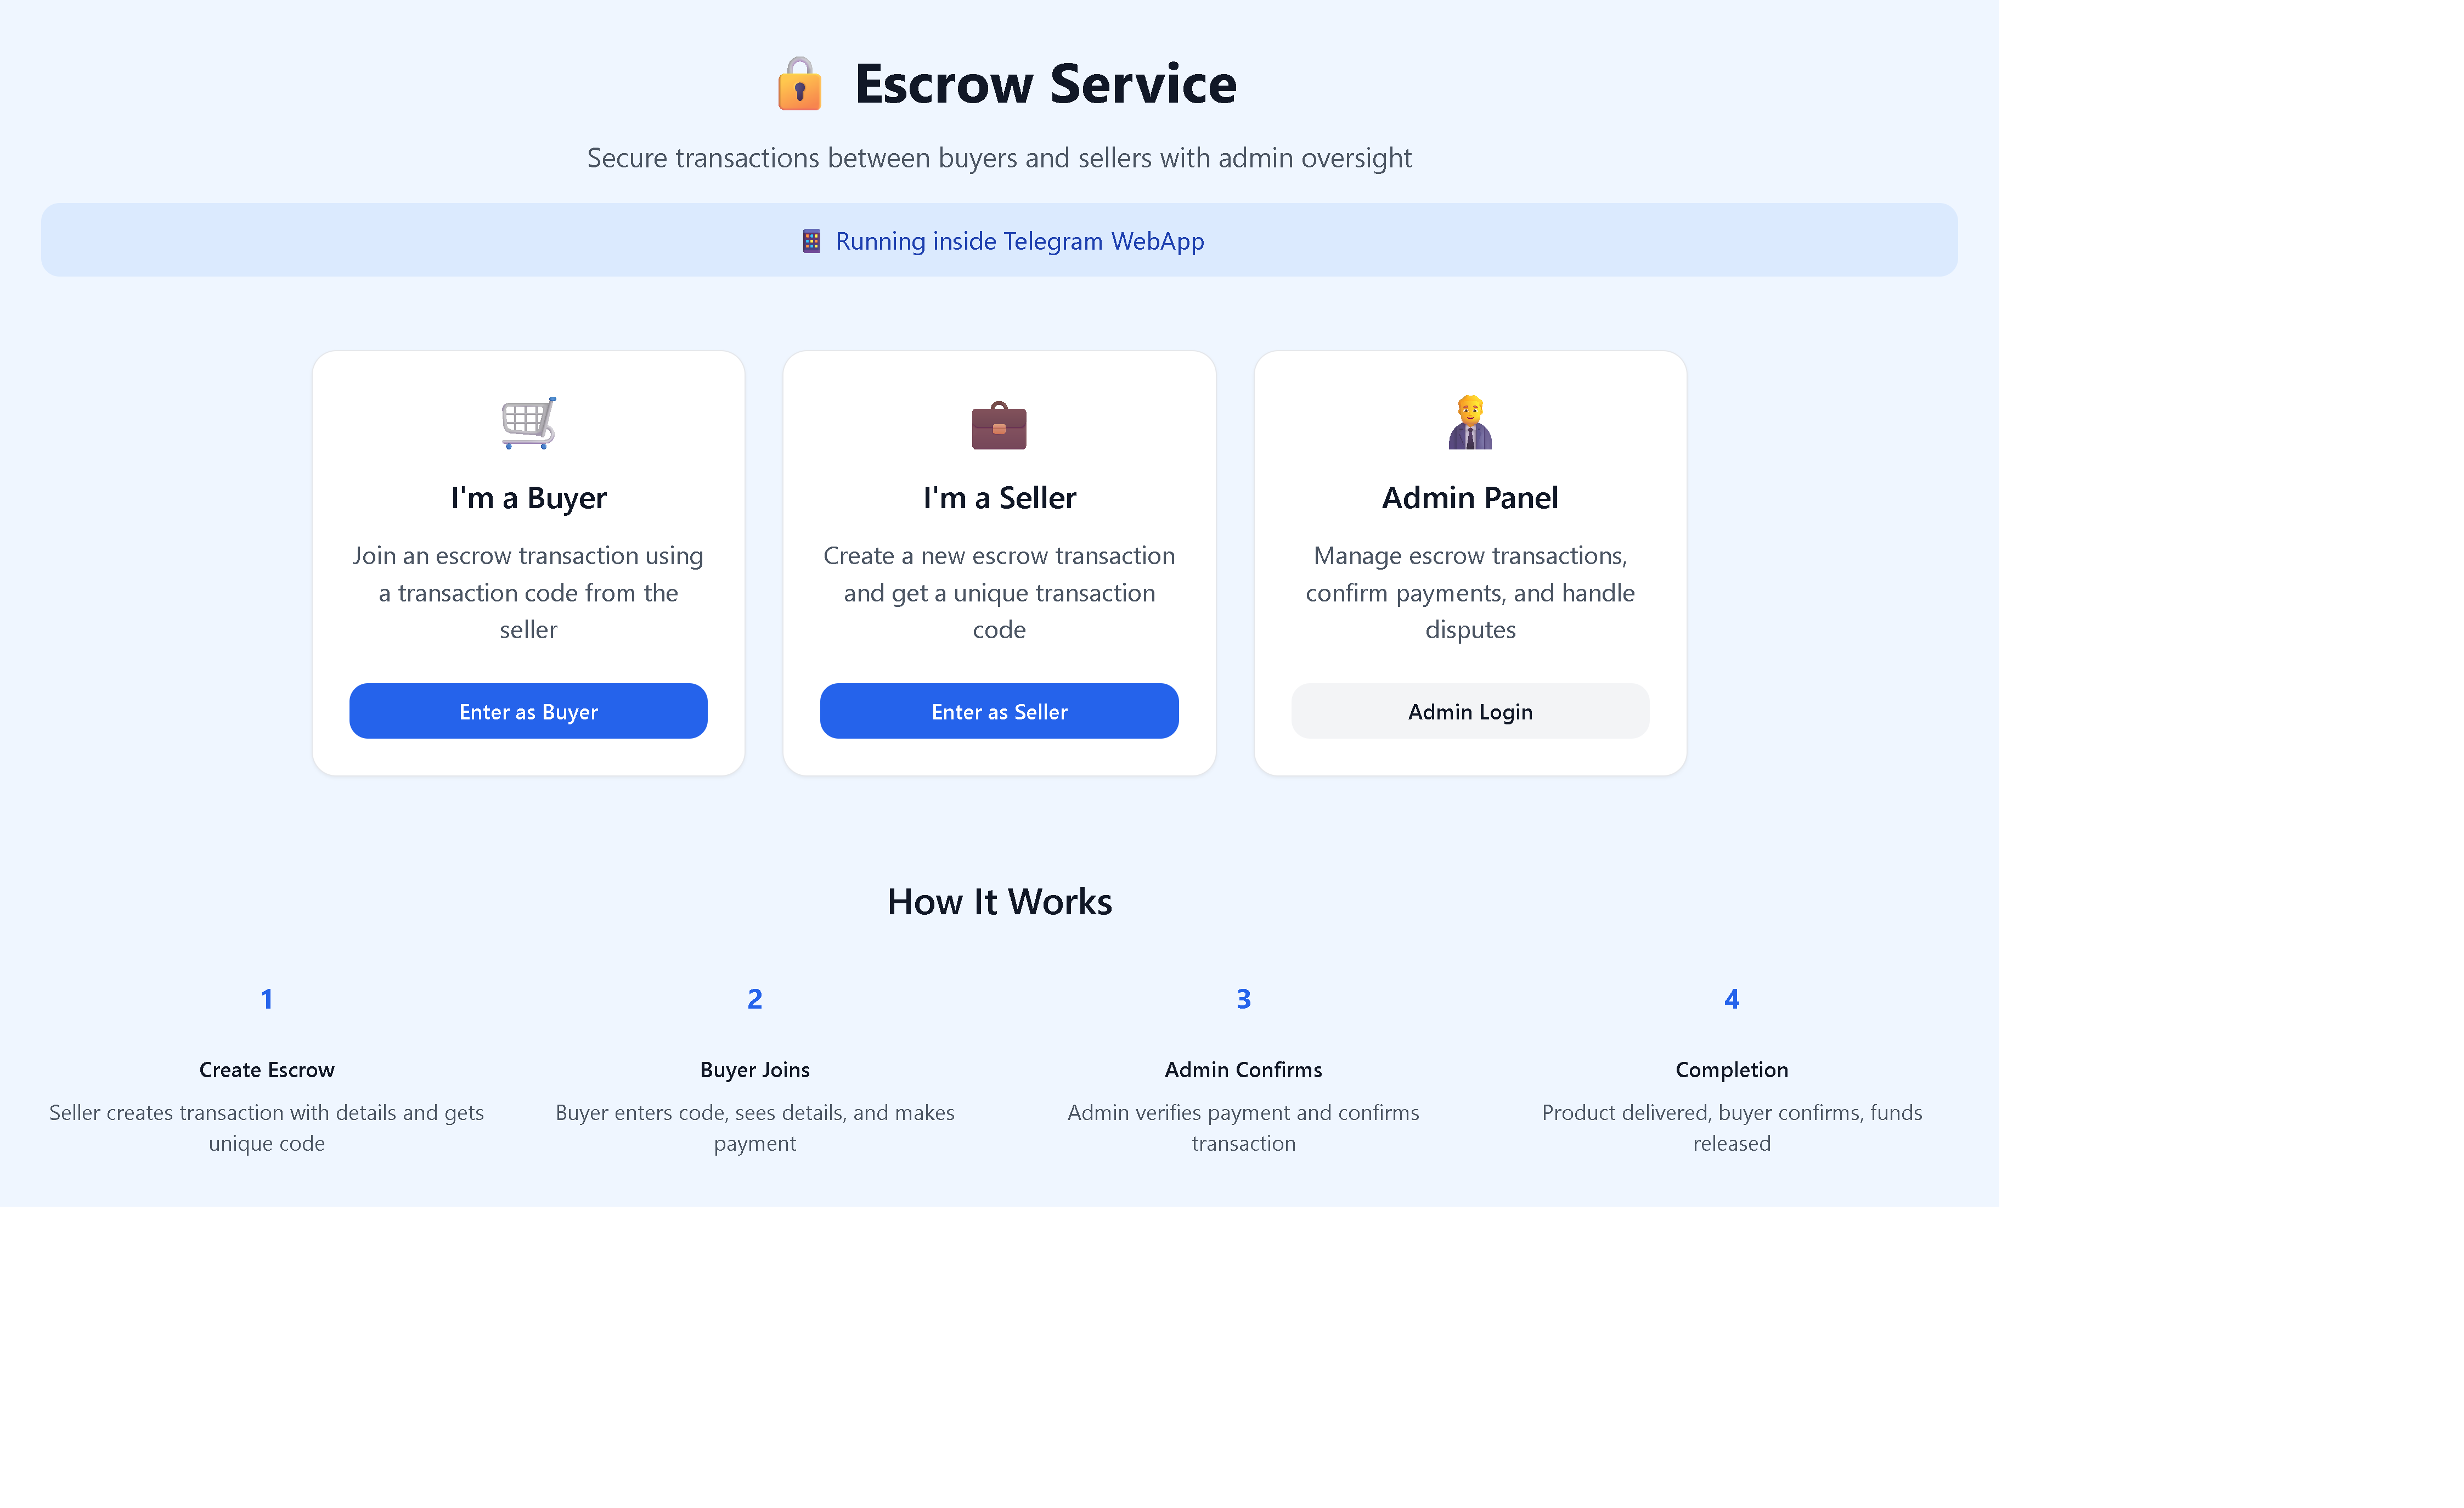 Escrow Service
Secure transactions between buyers and sellers with admin oversight
Running inside Telegram WebApp
I'm a Buyer
Join an escrow transaction using
a transaction code from the
seller
Enter as Buyer
I'm a Seller
Create a new escrow transaction
and get a unique transaction
code
Enter as Seller
Admin Panel
Manage escrow transactions,
confirm payments, and handle
disputes
Admin Login
How It Works
1
Create Escrow
Seller creates transaction with details and gets
unique code
2
Buyer Joins
Buyer enters code, sees details, and makes
payment
3
Admin Confirms
Admin verifies payment and confirms
transaction
4
Completion
Product delivered, buyer confirms, funds
released